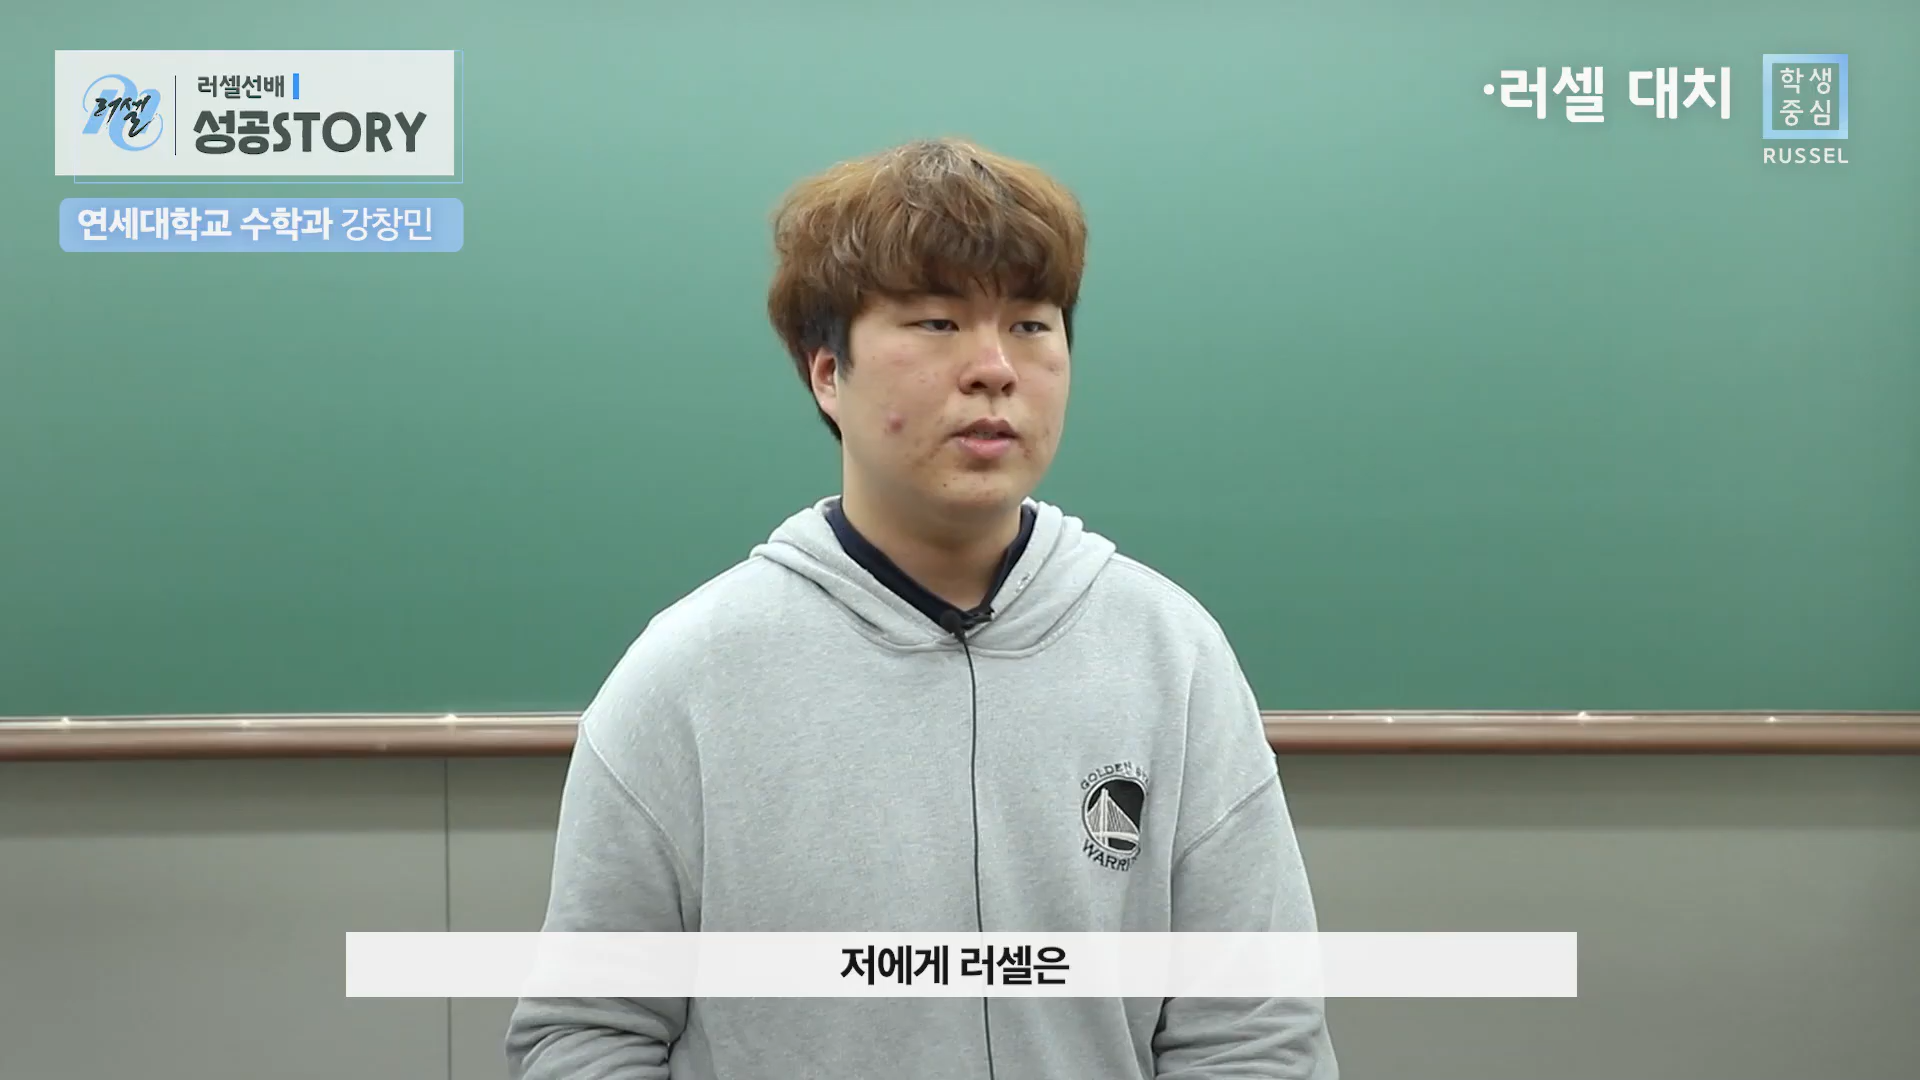 러셀
러셀선배
성공STORY
연세대학교 수학과 강창민
·러셀 대치
학생
중심
RUSSEL
GOLDEN
저에게 러셀은